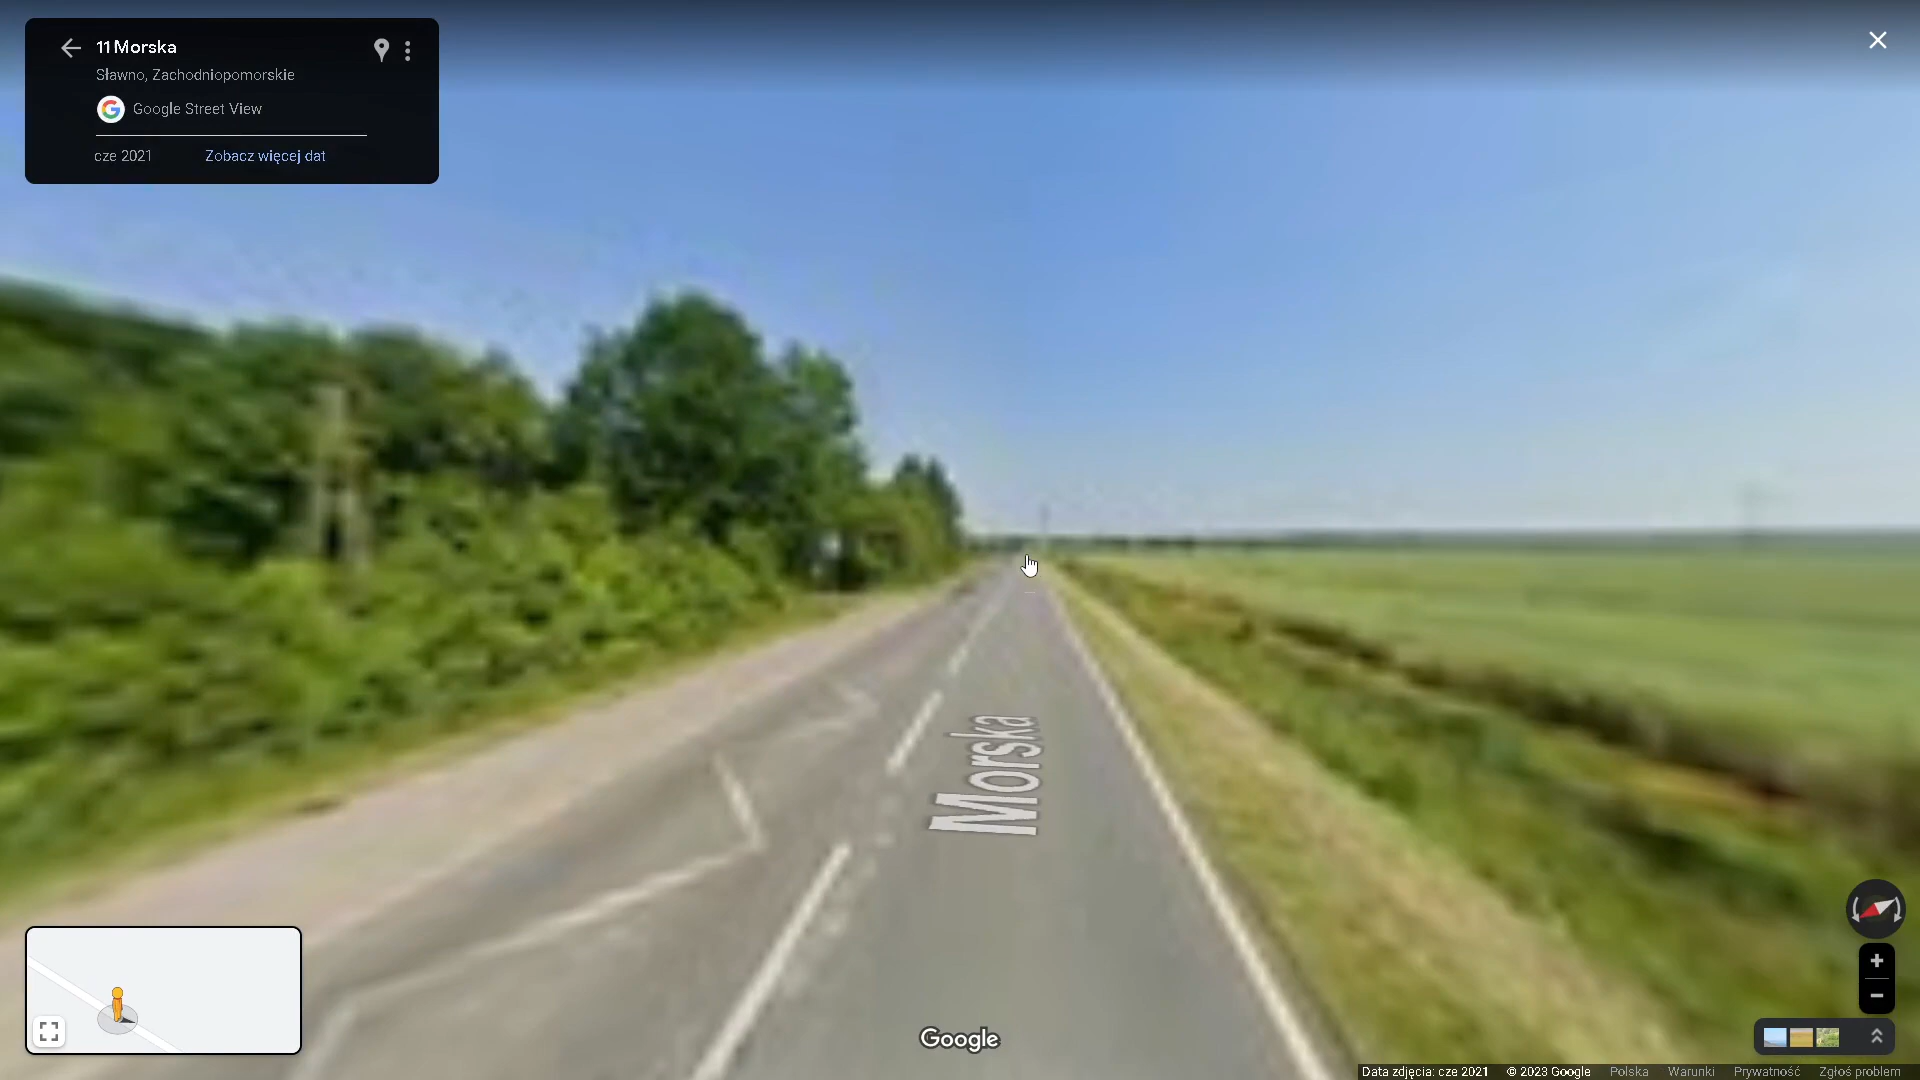 11 Morska
Sławno, Zachodniopomorskie
Google Street View
cze 2021 Zobacz więcej dat
Morska
Google
Data zdjęcia: cze 2021 © 2023 Google Polska Warunki Prywatność Zgłoś problem